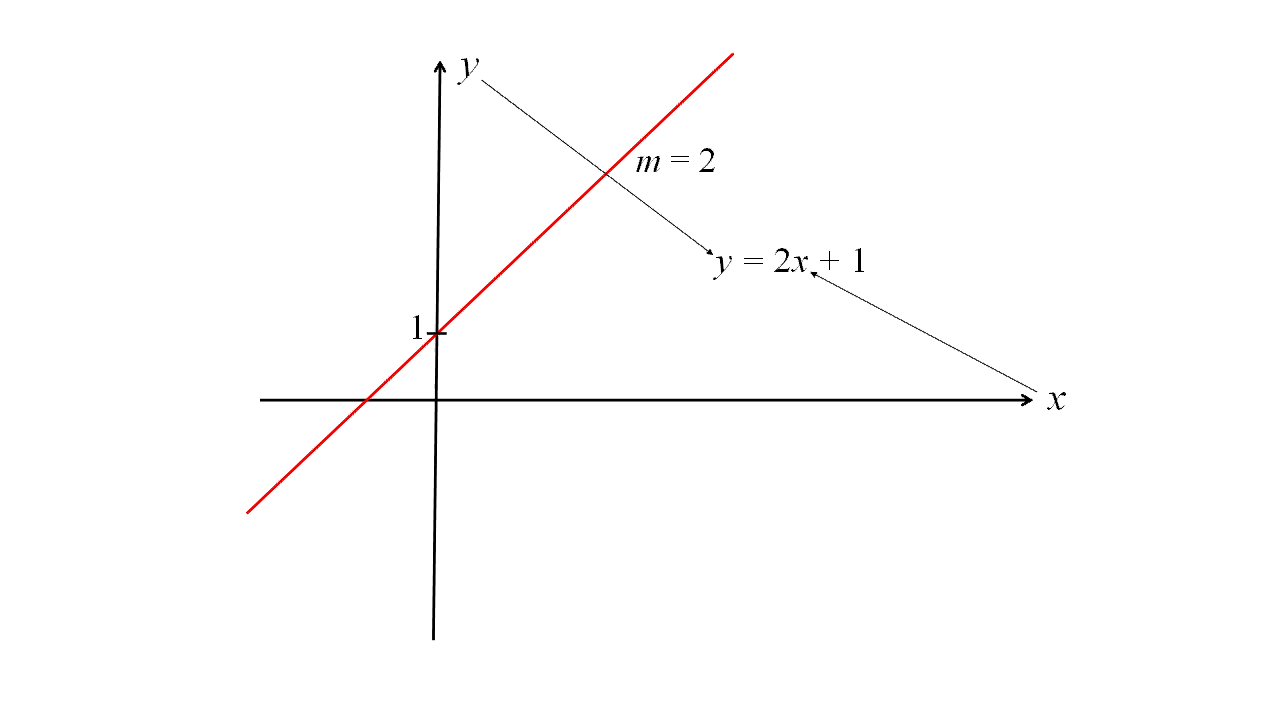 y
m = 2
y = 2x + 1
1
x